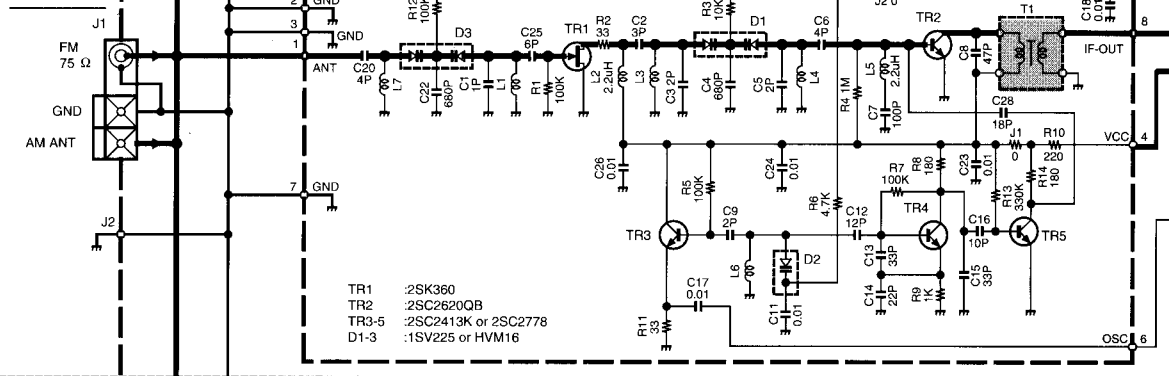 2 GND
J1
3
GND
1
ANT
FM
75 Ω
GND
AM ANT
7 GND
J2
R12
100K
D3
C20
4P
L7
C22
680P
C1
1P
L1
C25
6P
R1
100K
TR1
R2
33
C2
3P
L2
2.2uH
L3
C3 2P
R3
10K
D1
C4
680P
C5
2P
L4
C6
4P
R4 1M
L5
2.2uH
C7
100P
TR2
C8
47P
T1
C18
0.01
8
IF-OUT
C28
18P
VCC 4
J1
0
R10
220
C26
0.01
R5
100K
C24
0.01
R6
4.7K
R7
100K
R8
180
C23
0.01
R13
330K
R14
180
TR3
C9
2P
L6
D2
C12
12P
TR4
C13
33P
C14
22P
R9
1K
C16
10P
C15
33P
TR5
C17
0.01
C11
0.01
R11
33
OSC 6
TR1 :2SK360
TR2 :2SC2620QB
TR3-5 :2SC2413K or 2SC2778
D1-3 :1SV225 or HVM16